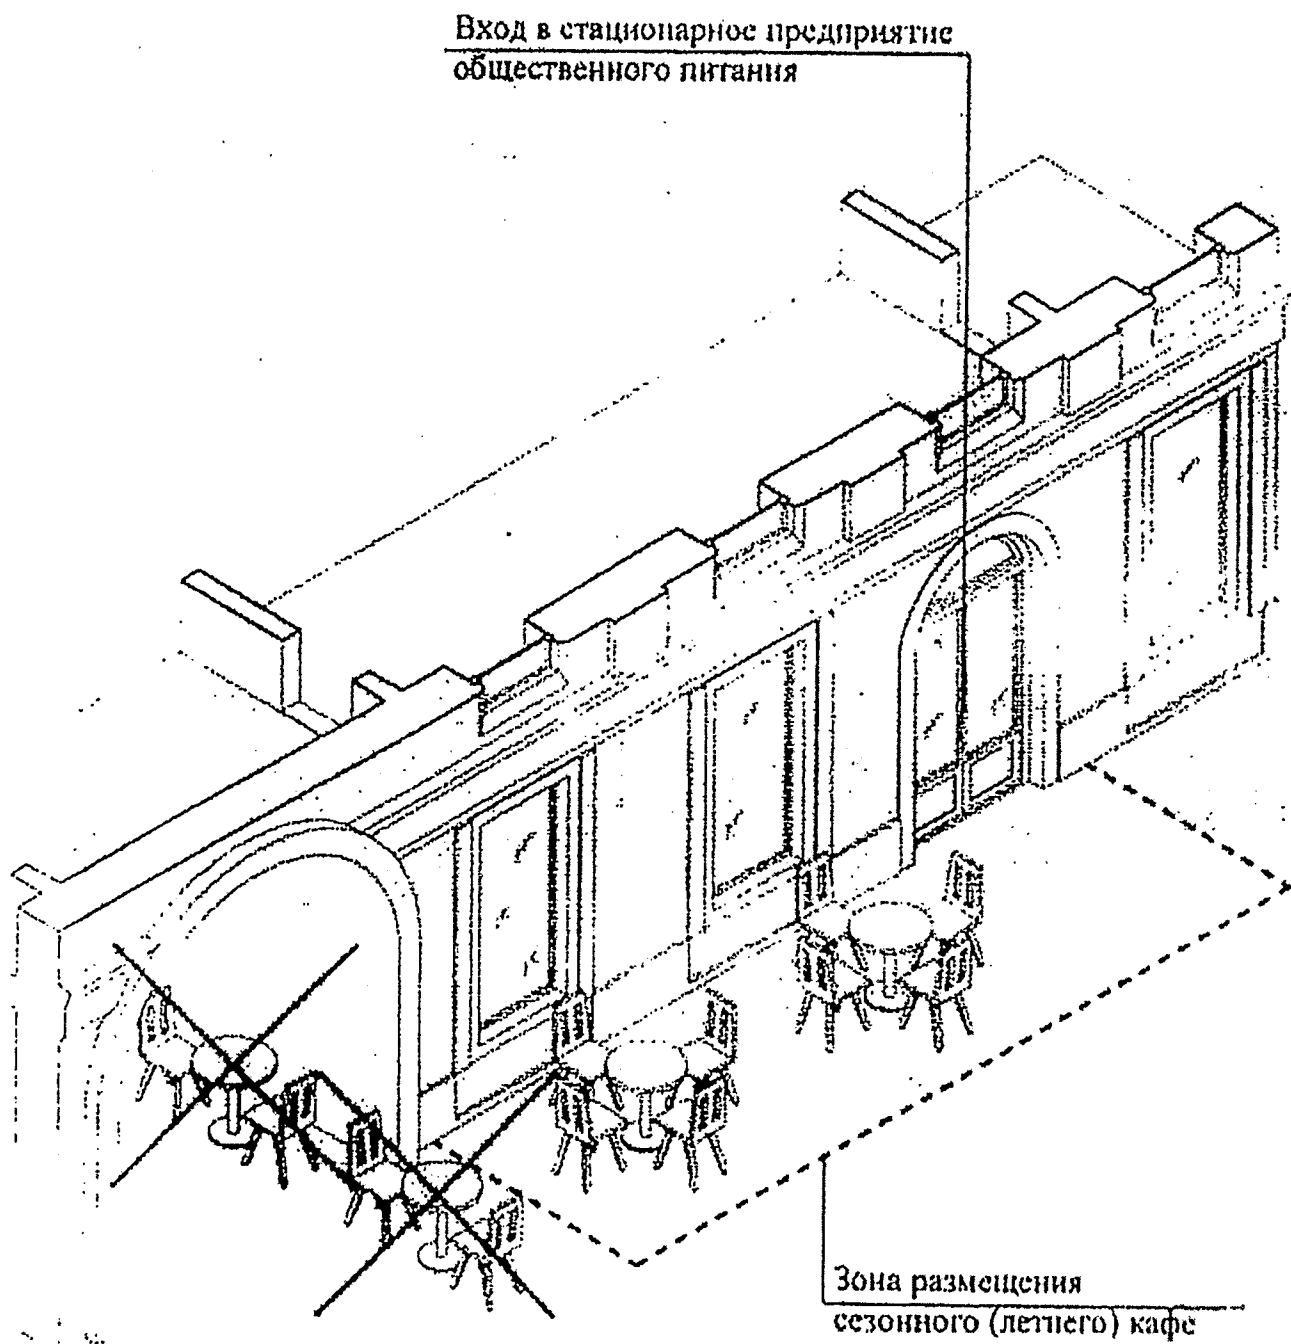 Вход в стационарное предприятие
общественного питания
Зона размещения
сезонного (летнего) кафе